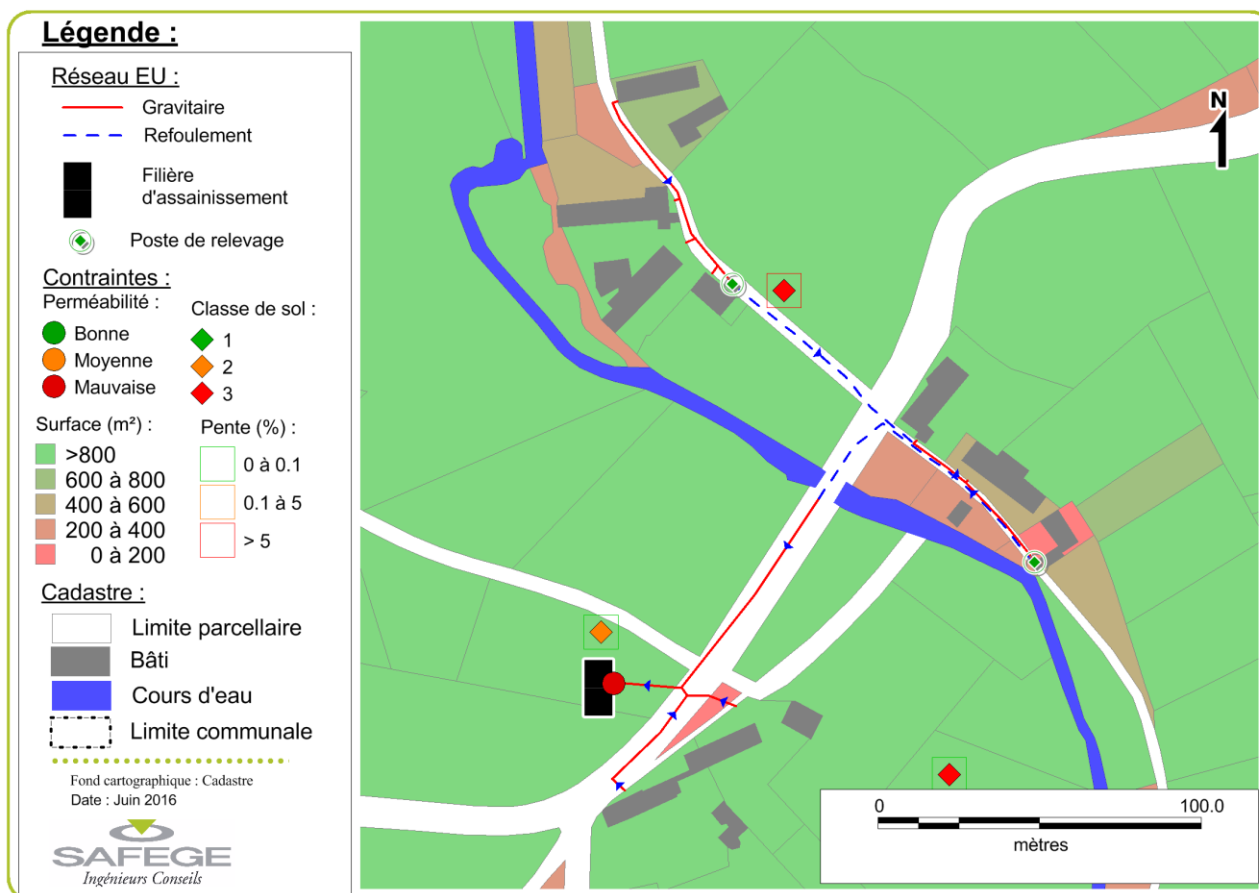 Légende :
Réseau EU :
Gravitaire
Refoulement
Filière
d'assainissement
Poste de relevage
Contraintes :
Perméabilité :
Bonne
Moyenne
Mauvaise
Classe de sol :
1
2
3
Surface (m²) :
>800
600 à 800
400 à 600
200 à 400
0 à 200
Pente (%) :
0 à 0.1
0.1 à 5
> 5
Cadastre :
Limite parcellaire
Bâti
Cours d'eau
Limite communale
Fond cartographique : Cadastre
Date : Juin 2016
SAFEGE
Ingénieurs Conseils
N
0 100.0
mètres